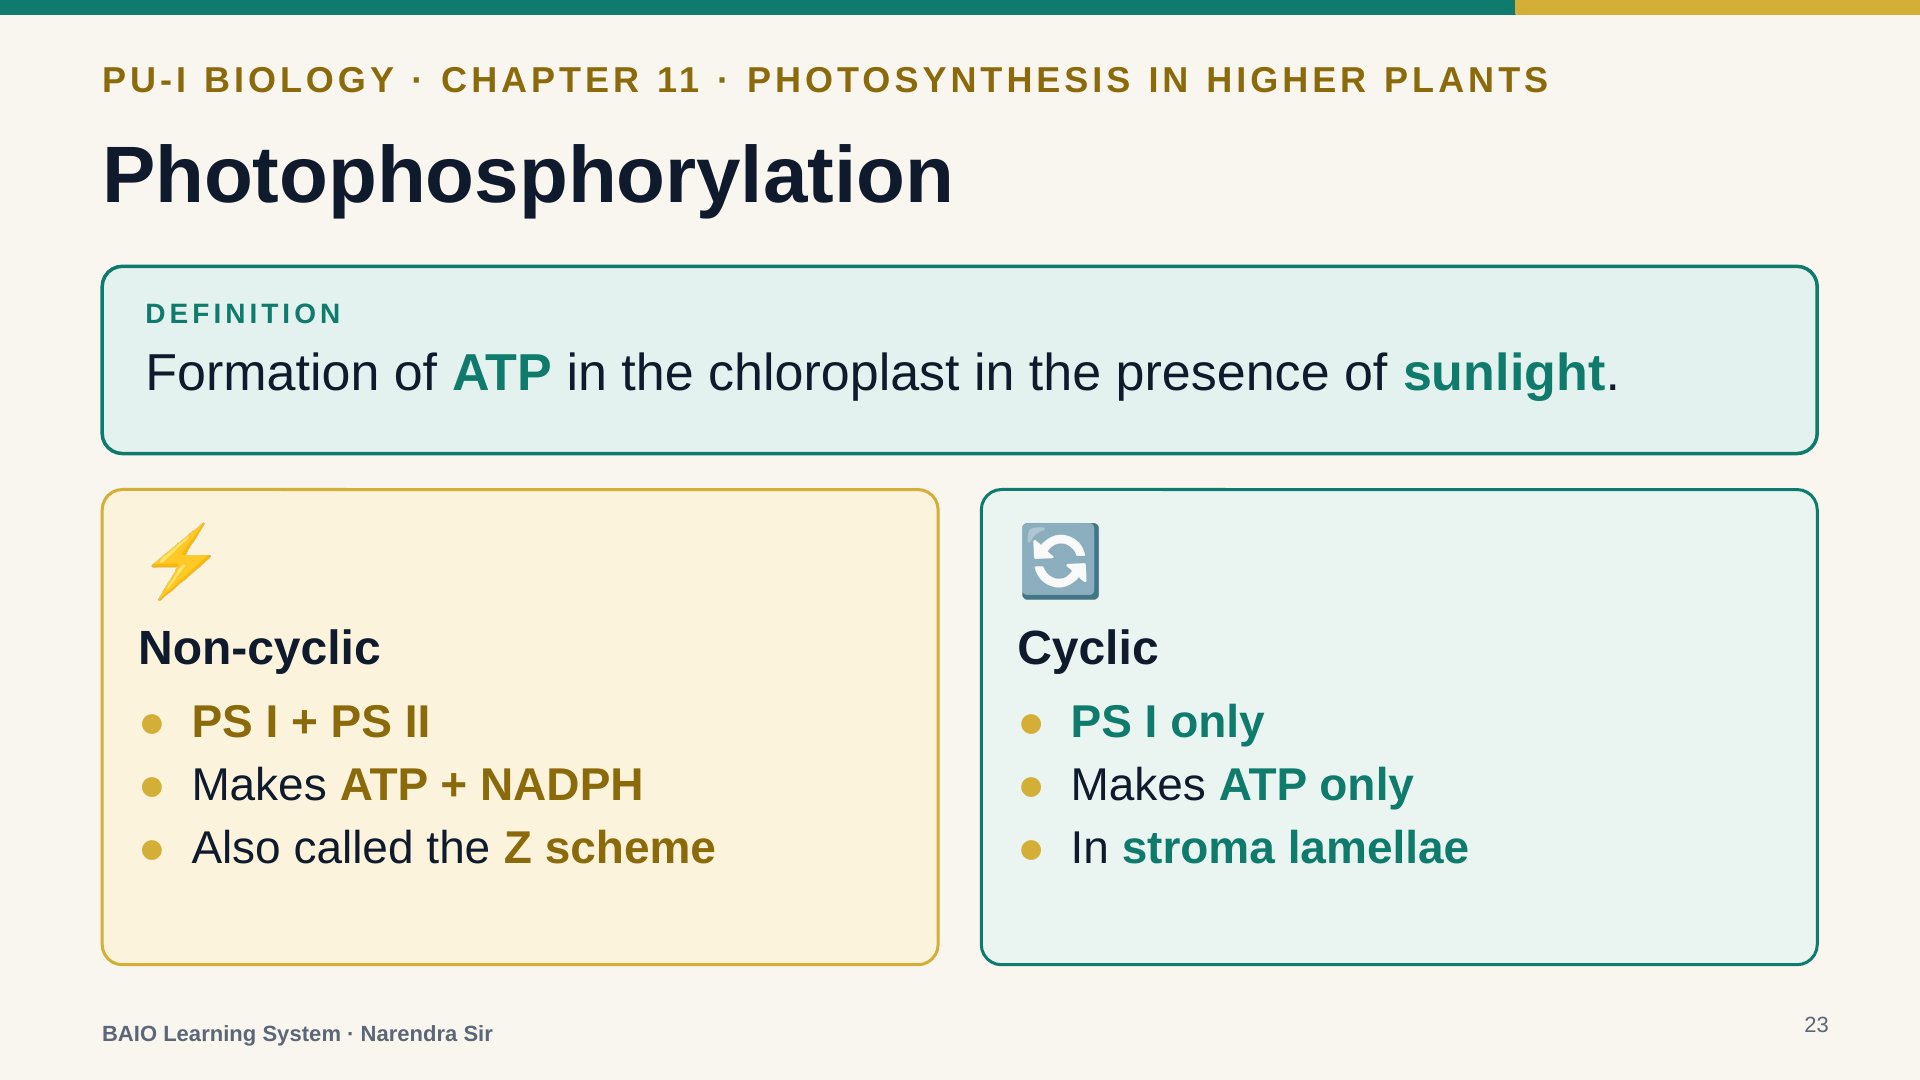 PU-I BIOLOGY · CHAPTER 11 · PHOTOSYNTHESIS IN HIGHER PLANTS
Photophosphorylation
DEFINITION
Formation of ATP in the chloroplast in the presence of sunlight.
Non-cyclic
● PS I + PS II
● Makes ATP + NADPH
● Also called the Z scheme
Cyclic
● PS I only
● Makes ATP only
● In stroma lamellae
BAIO Learning System · Narendra Sir
23